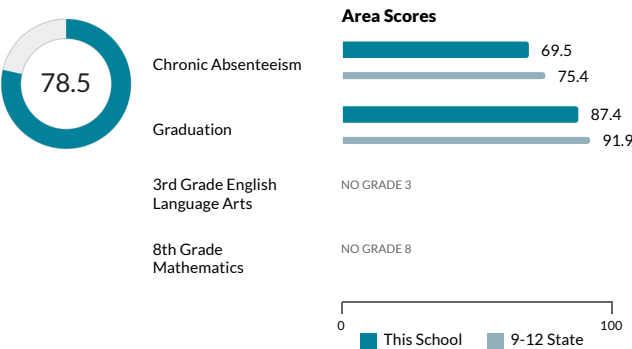 Area Scores
78.5
Chronic Absenteeism
69.5
75.4
Graduation
87.4
91.9
3rd Grade English
Language Arts
NO GRADE 3
8th Grade
Mathematics
NO GRADE 8
0
100
This School
9-12 State